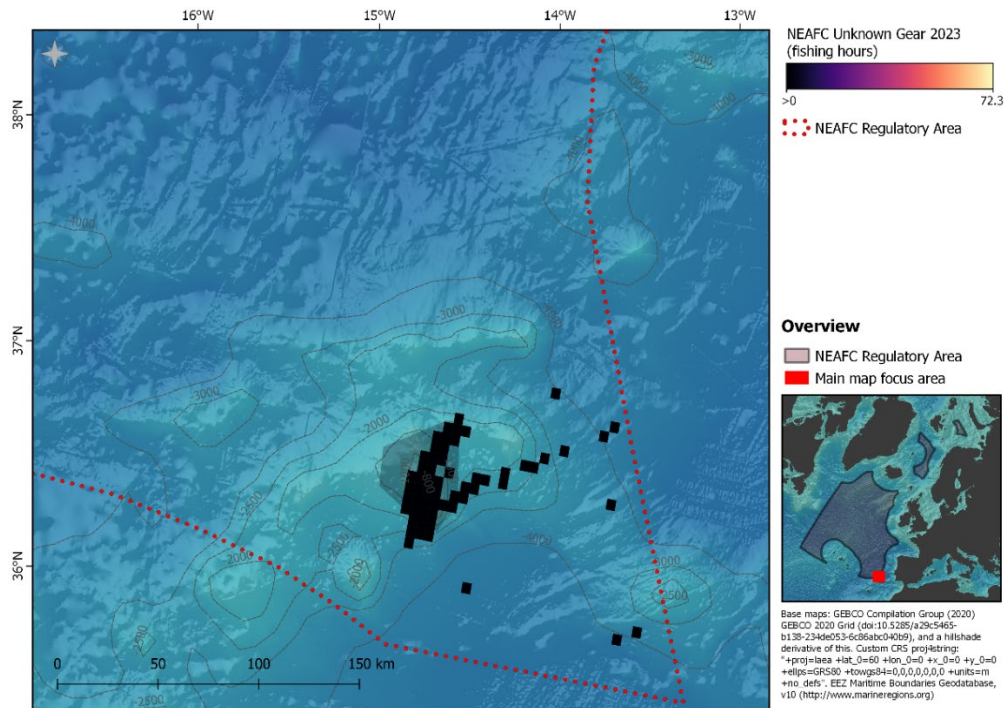 16°W
15°W
14°W
13°W
38°N
37°N
36°N
-3000
-3000
-4000
-3000
-3000
-2000
-800
-4000
-2500
-2000
-2000
-3000
-2500
-2500
0 50 100 150 km
NEAFC Unknown Gear 2023
(fishing hours)
>0 72.3
NEAFC Regulatory Area
Overview
NEAFC Regulatory Area
Main map focus area
Base maps: GEBCO Compilation Group (2020)
GEBCO 2020 Grid (doi:10.5285/a29c5465-
b138-234de053-6c86abc040b9), and a hillshade
derivative of this. Custom CRS proj4string:
"+proj=laea +lat_0=60 +lon_0=0 +x_0=0 +y_0=0
+ellps=GRS80 +towgs84=0,0,0,0,0,0,0 +units=m
+no_defs". EEZ Maritime Boundaries Geodatabase,
v10 (http://www.marineregions.org)